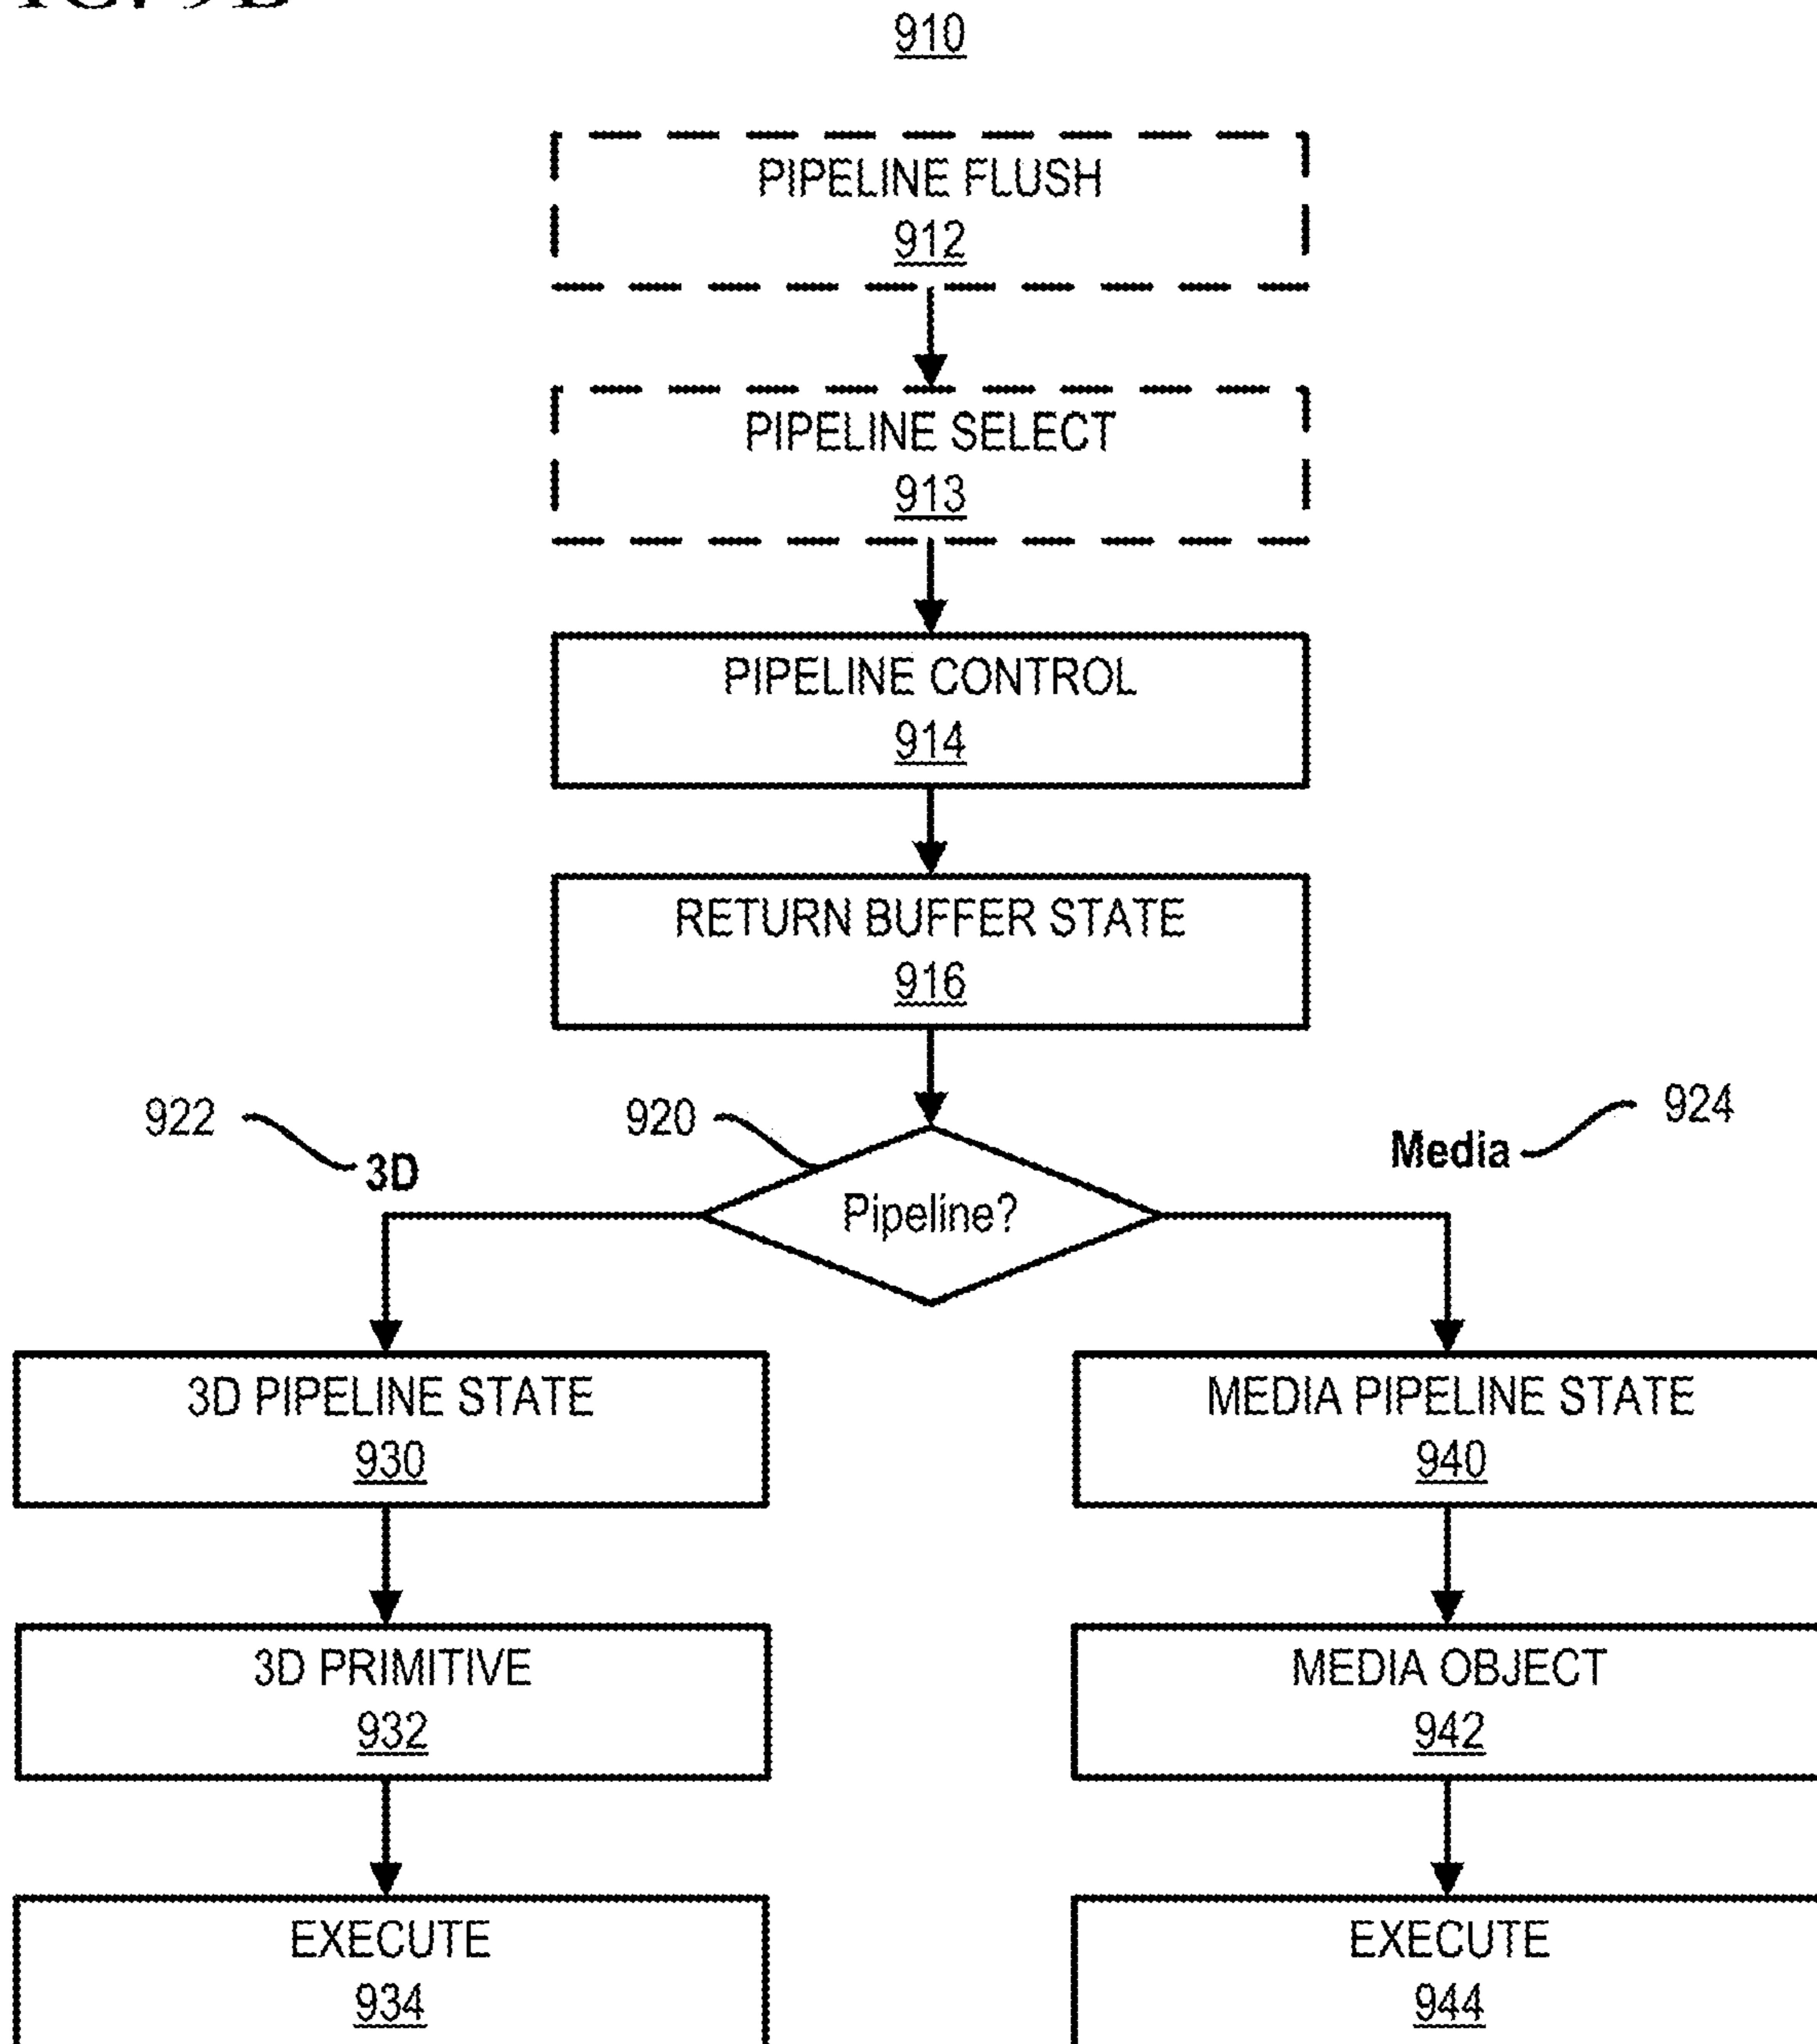 910
PIPELINE FLUSH
912
PIPELINE SELECT
913
PIPELINE CONTROL
914
RETURN BUFFER STATE
916
922
920
924
3D
Media
Pipeline?
3D PIPELINE STATE
930
MEDIA PIPELINE STATE
940
3D PRIMITIVE
932
MEDIA OBJECT
942
EXECUTE
934
EXECUTE
944